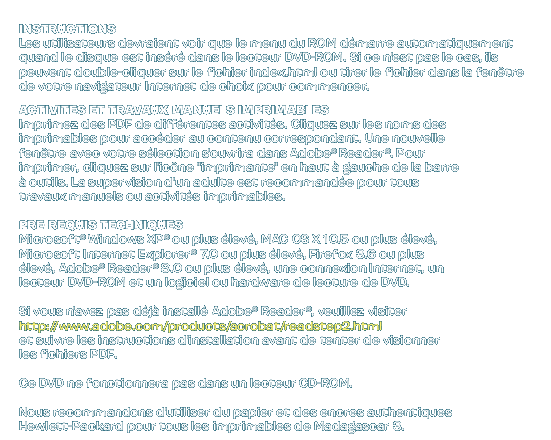 INSTRUCTIONS
Les utilisateurs devraient voir que le menu du ROM démarre automatiquement
quand le disque est inséré dans le lecteur DVD-ROM. Si ce n'est pas le cas, ils
peuvent double-cliquer sur le fichier index.html ou tirer le fichier dans la fenêtre
de votre navigateur Internet de choix pour commencer.
ACTIVITES ET TRAVAUX MANUELS IMPRIMABLES
Imprimez des PDF de différentes activités. Cliquez sur les noms des
imprimables pour accéder au contenu correspondant. Une nouvelle
fenêtre avec votre sélection s'ouvrira dans Adobe® Reader®. Pour
imprimer, cliquez sur l'icône "imprimante" en haut à gauche de la barre
à outils. La supervision d'un adulte est recommandée pour tous
travaux manuels ou activités imprimables.
PRE REQUIS TECHNIQUES
Microsoft® Windows XP® ou plus élevé, MAC OS X 10.5 ou plus élevé,
Microsoft Internet Explorer® 7.0 ou plus élevé, Firefox 3.6 ou plus
élevé, Adobe® Reader® 8.0 ou plus élevé, une connexion Internet, un
lecteur DVD-ROM et un logiciel ou hardware de lecture de DVD.
Si vous n'avez pas déjà installé Adobe® Reader®, veuillez visiter
http://www.adobe.com/products/acrobat/readstep2.html
et suivre les instructions d'installation avant de tenter de visionner
les fichiers PDF.
Ce DVD ne fonctionnera pas dans un lecteur CD-ROM.
Nous recommandons d'utiliser du papier et des encres authentiques
Hewlett-Packard pour tous les imprimables de Madagascar 3.